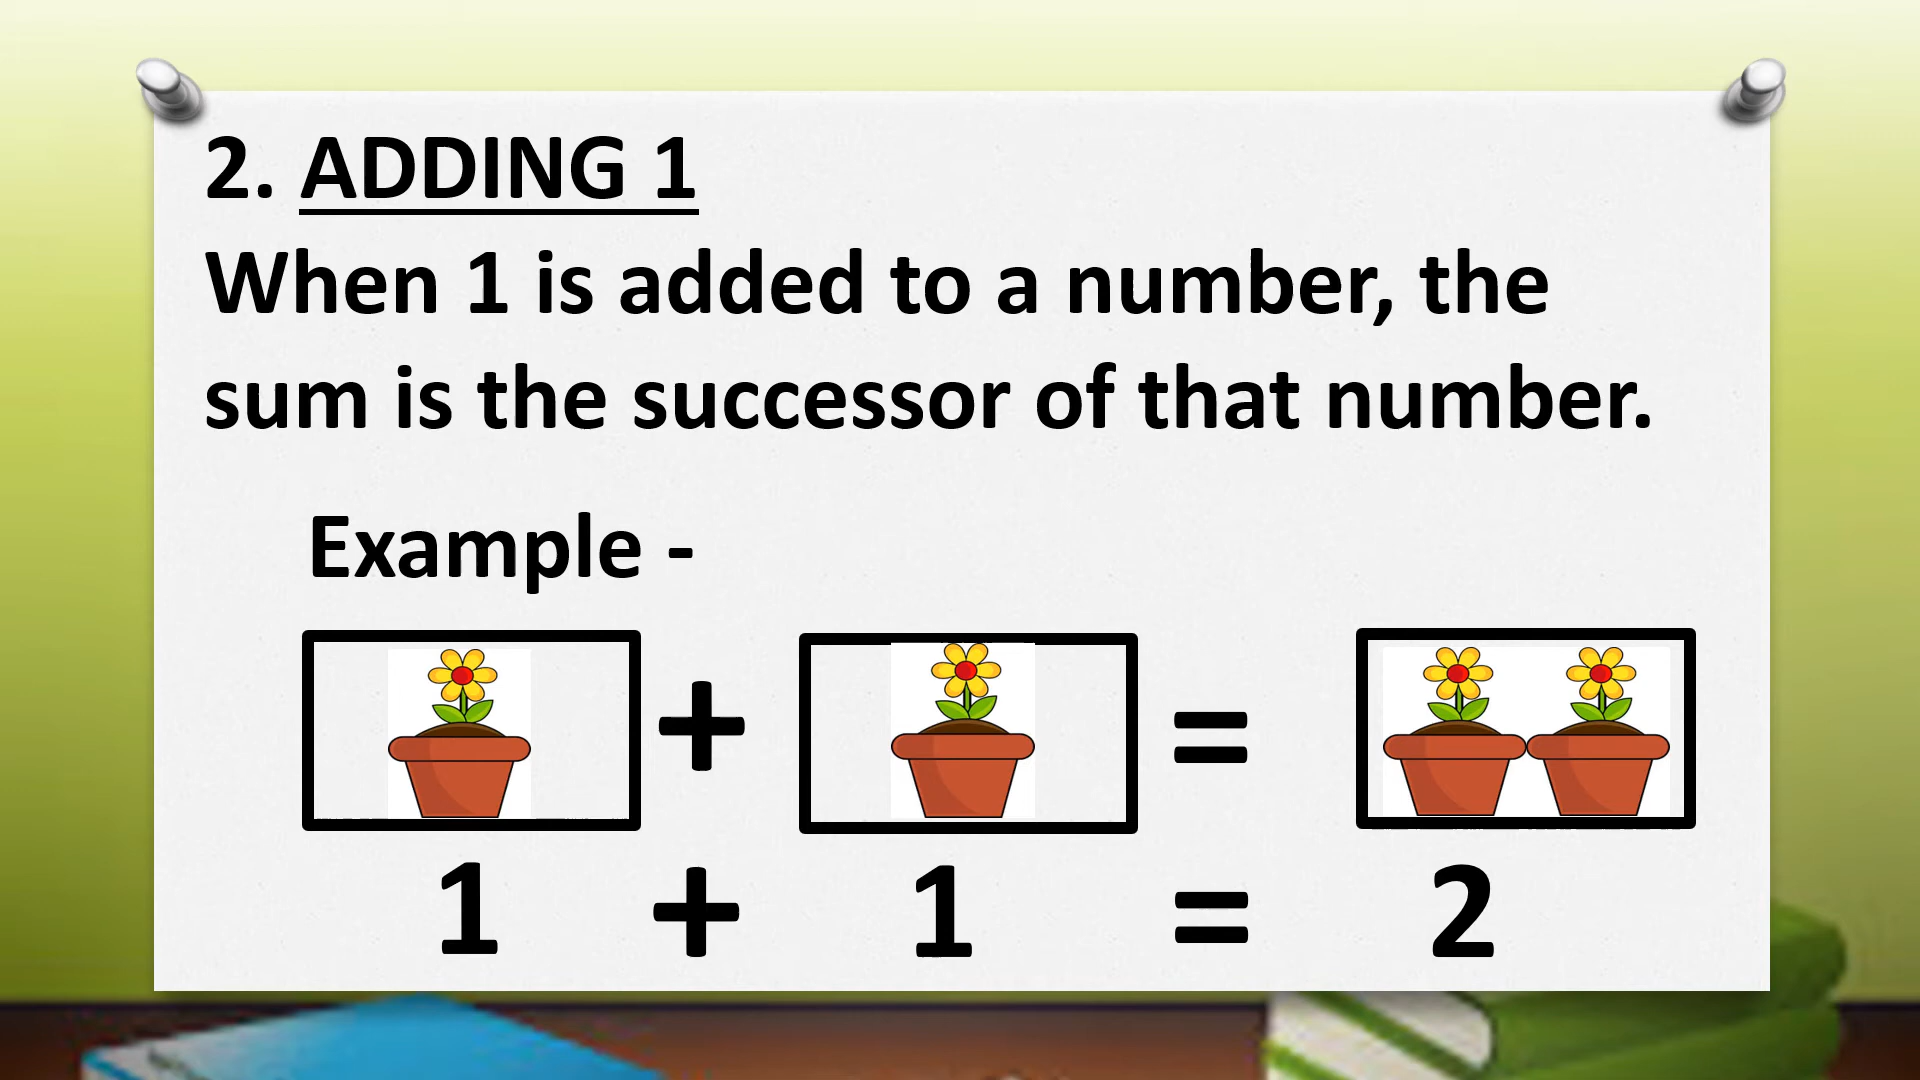 2. ADDING 1
When 1 is added to a number, the
sum is the successor of that number.
Example -
+ =
1 + 1 = 2